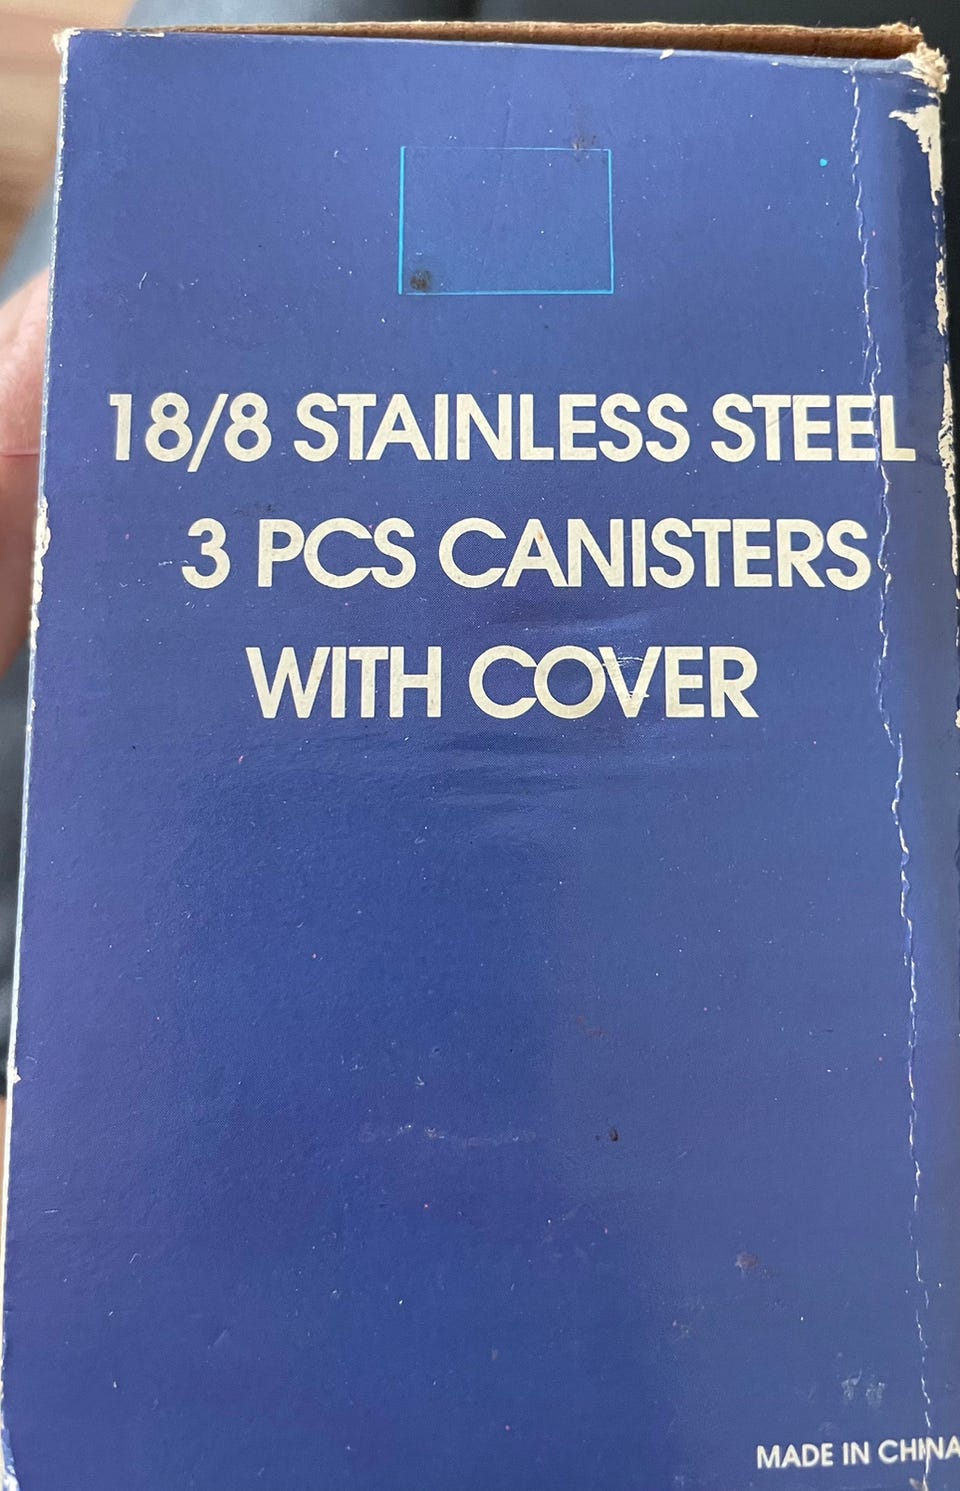 18/8 STAINLESS STEEL
3 PCS CANISTERS
WITH COVER
MADE IN CHINA